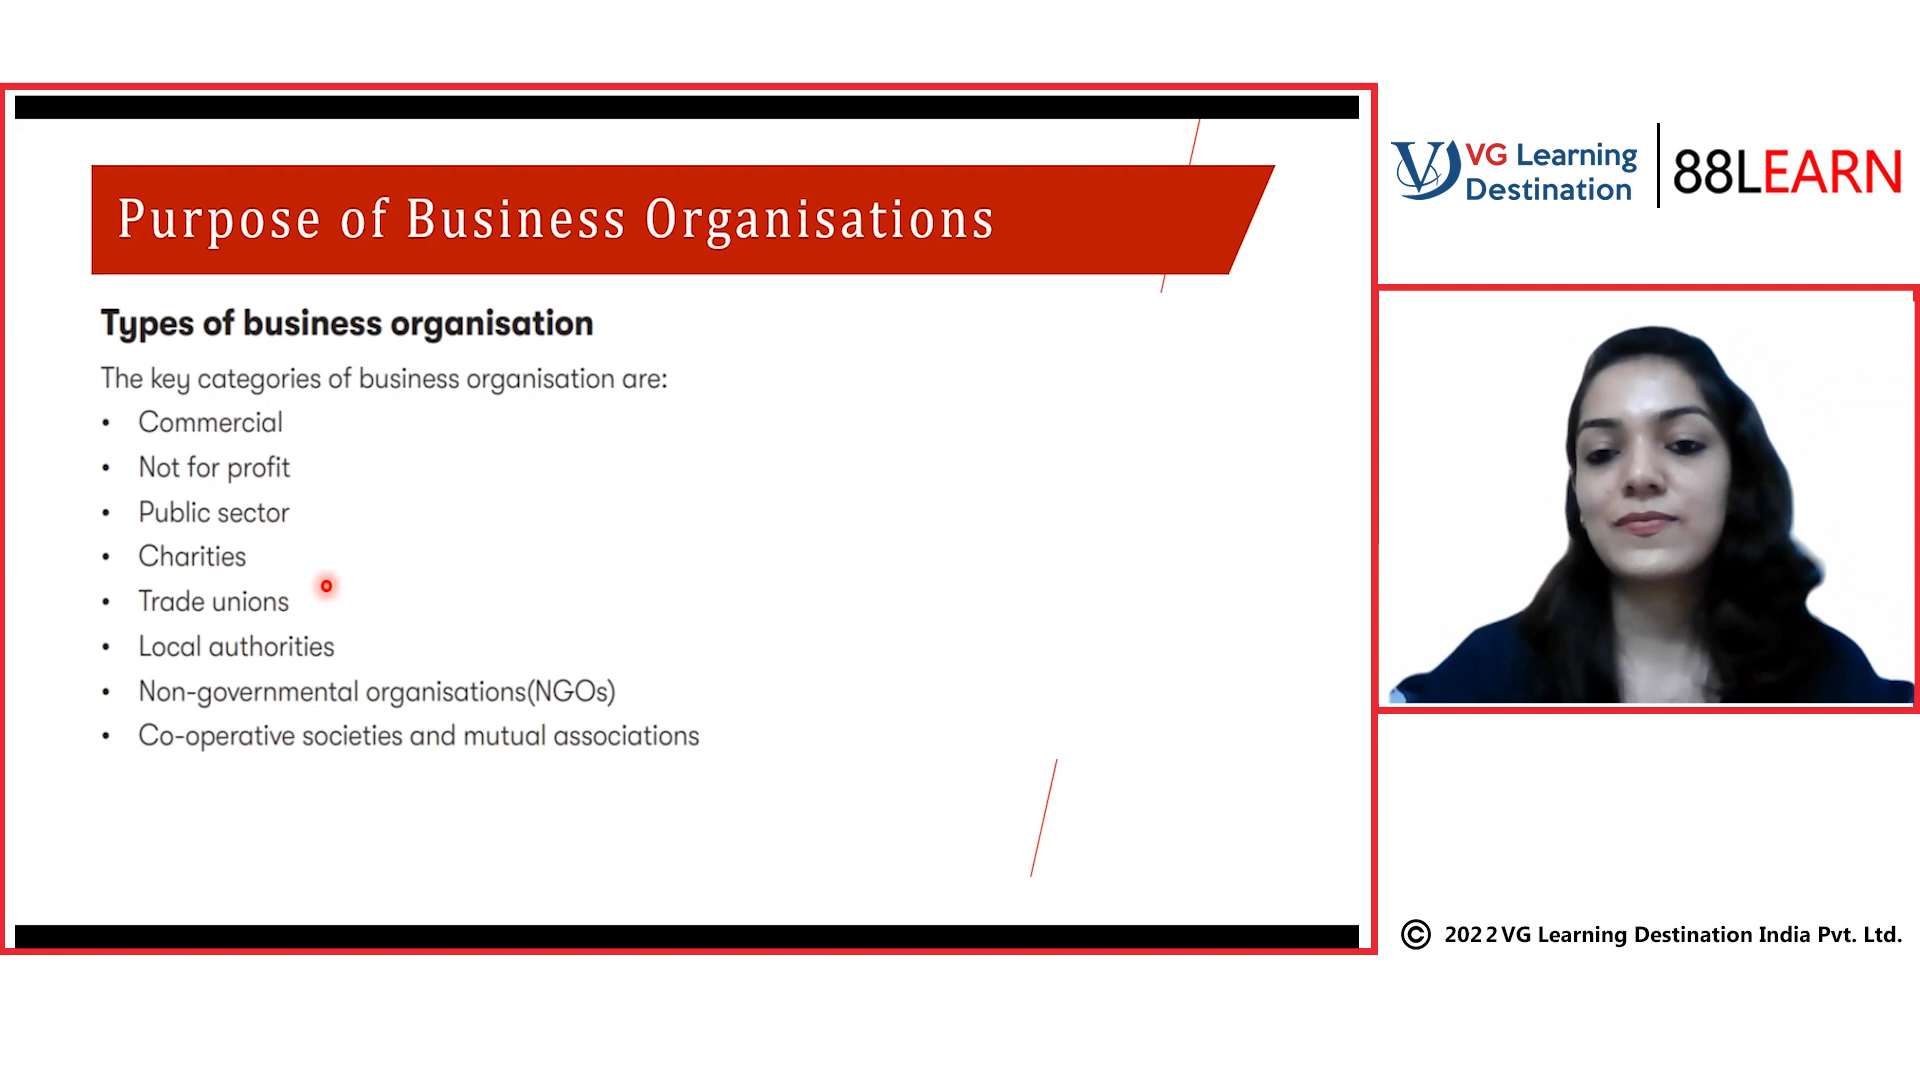 Purpose of Business Organisations
Types of business organisation
The key categories of business organisation are:
• Commercial
• Not for profit
• Public sector
• Charities
• Trade unions
• Local authorities
• Non-governmental organisations(NGOs)
• Co-operative societies and mutual associations
VG Learning
Destination
88LEARN
© 2022 VG Learning Destination India Pvt. Ltd.